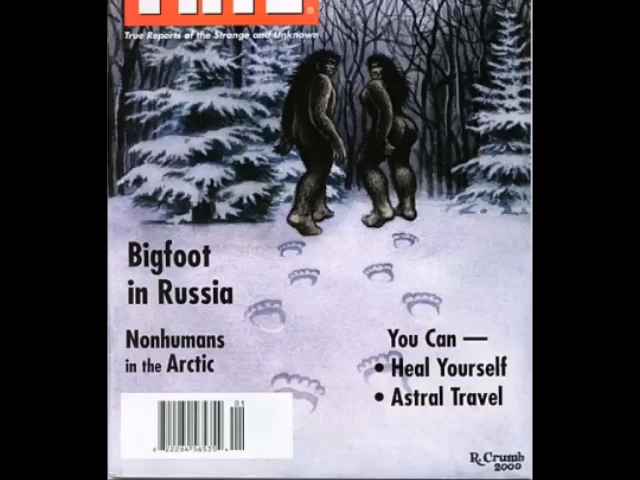 True Reports of the Strange and Unknown
Bigfoot
in Russia
Nonhumans
in the Arctic
You Can —
• Heal Yourself
• Astral Travel
01
R. Crumb
2000